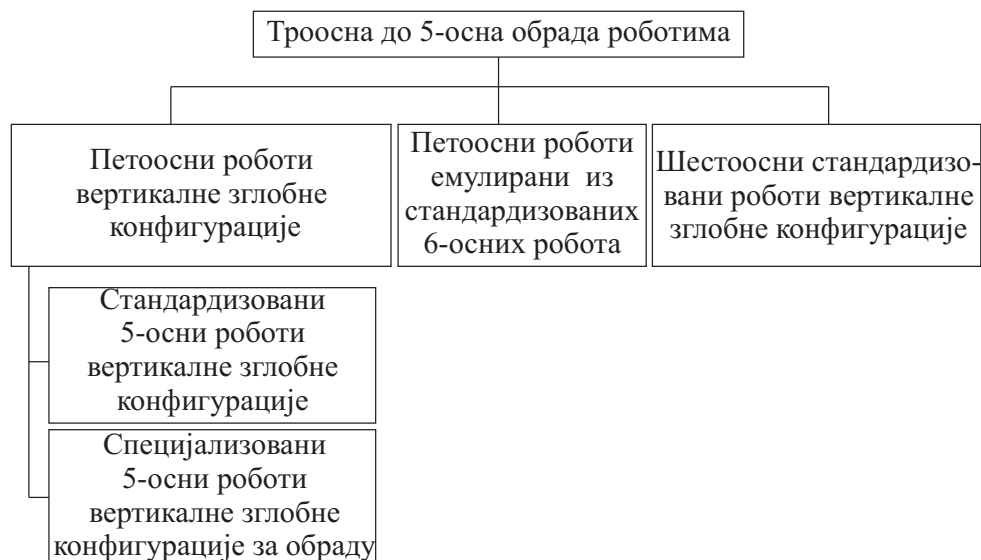 Троосна до 5-осна обрада роботима
Петоосни роботи
вертикалне зглобне
конфигурације
Петоосни роботи
емулирани из
стандардизованих
6-осних робота
Шестоосни стандардизо-
вани роботи вертикалне
зглобне конфигурације
Стандардизовани
5-осни роботи
вертикалне зглобне
конфигурације
Специјализовани
5-осни роботи
вертикалне зглобне
конфигурације за обраду